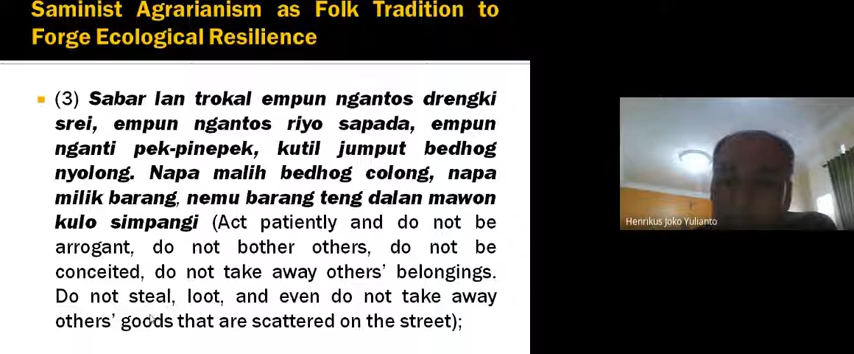 Saminist Agrarianism as Folk Tradition to
Forge Ecological Resilience
(3) Sabar lan trokal empun ngantos drengki
srei, empun ngantos riyo sapada, empun
nganti pek-pinepek, kutil jumput bedhog
nyolong. Napa malih bedhog colong, napa
milik barang, nemu barang teng dalan mawon
kulo simpangi (Act patiently and do not be
arrogant, do not bother others, do not be
conceited, do not take away others’ belongings.
Do not steal, loot, and even do not take away
others’ goods that are scattered on the street);
Henrikus Joko Yulianto